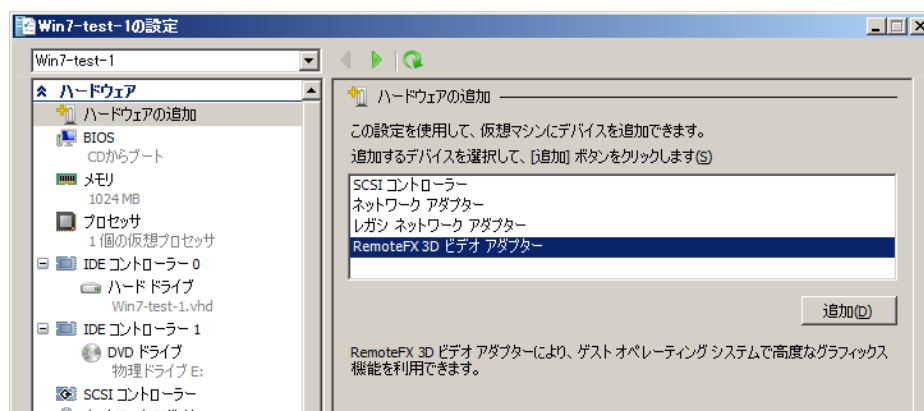 Win7-test-1の設定
Win7-test-1
ハードウェア
ハードウェアの追加
BIOS
CDからブート
メモリ
1024 MB
プロセッサ
1 個の仮想プロセッサ
IDE コントローラー 0
ハード ドライブ
Win7-test-1.vhd
IDE コントローラー 1
DVD ドライブ
物理ドライブ E:
SCSI コントローラー
ハードウェアの追加
この設定を使用して、仮想マシンにデバイスを追加できます。
追加するデバイスを選択して、[追加] ボタンをクリックします(S)
SCSI コントローラー
ネットワーク アダプター
レガシ ネットワーク アダプター
RemoteFX 3D ビデオ アダプター
追加(D)
RemoteFX 3D ビデオ アダプターにより、ゲスト オペレーティング システムで高度なグラフィックス
機能を利用できます。